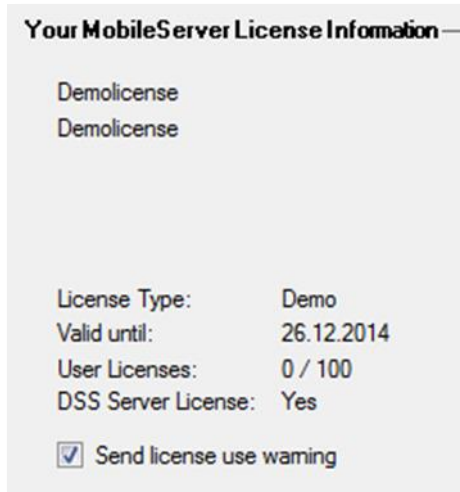 Your MobileServer License Information
Demolicense
Demolicense
License Type: Demo
Valid until: 26.12.2014
User Licenses: 0 / 100
DSS Server License: Yes
Send license use warning